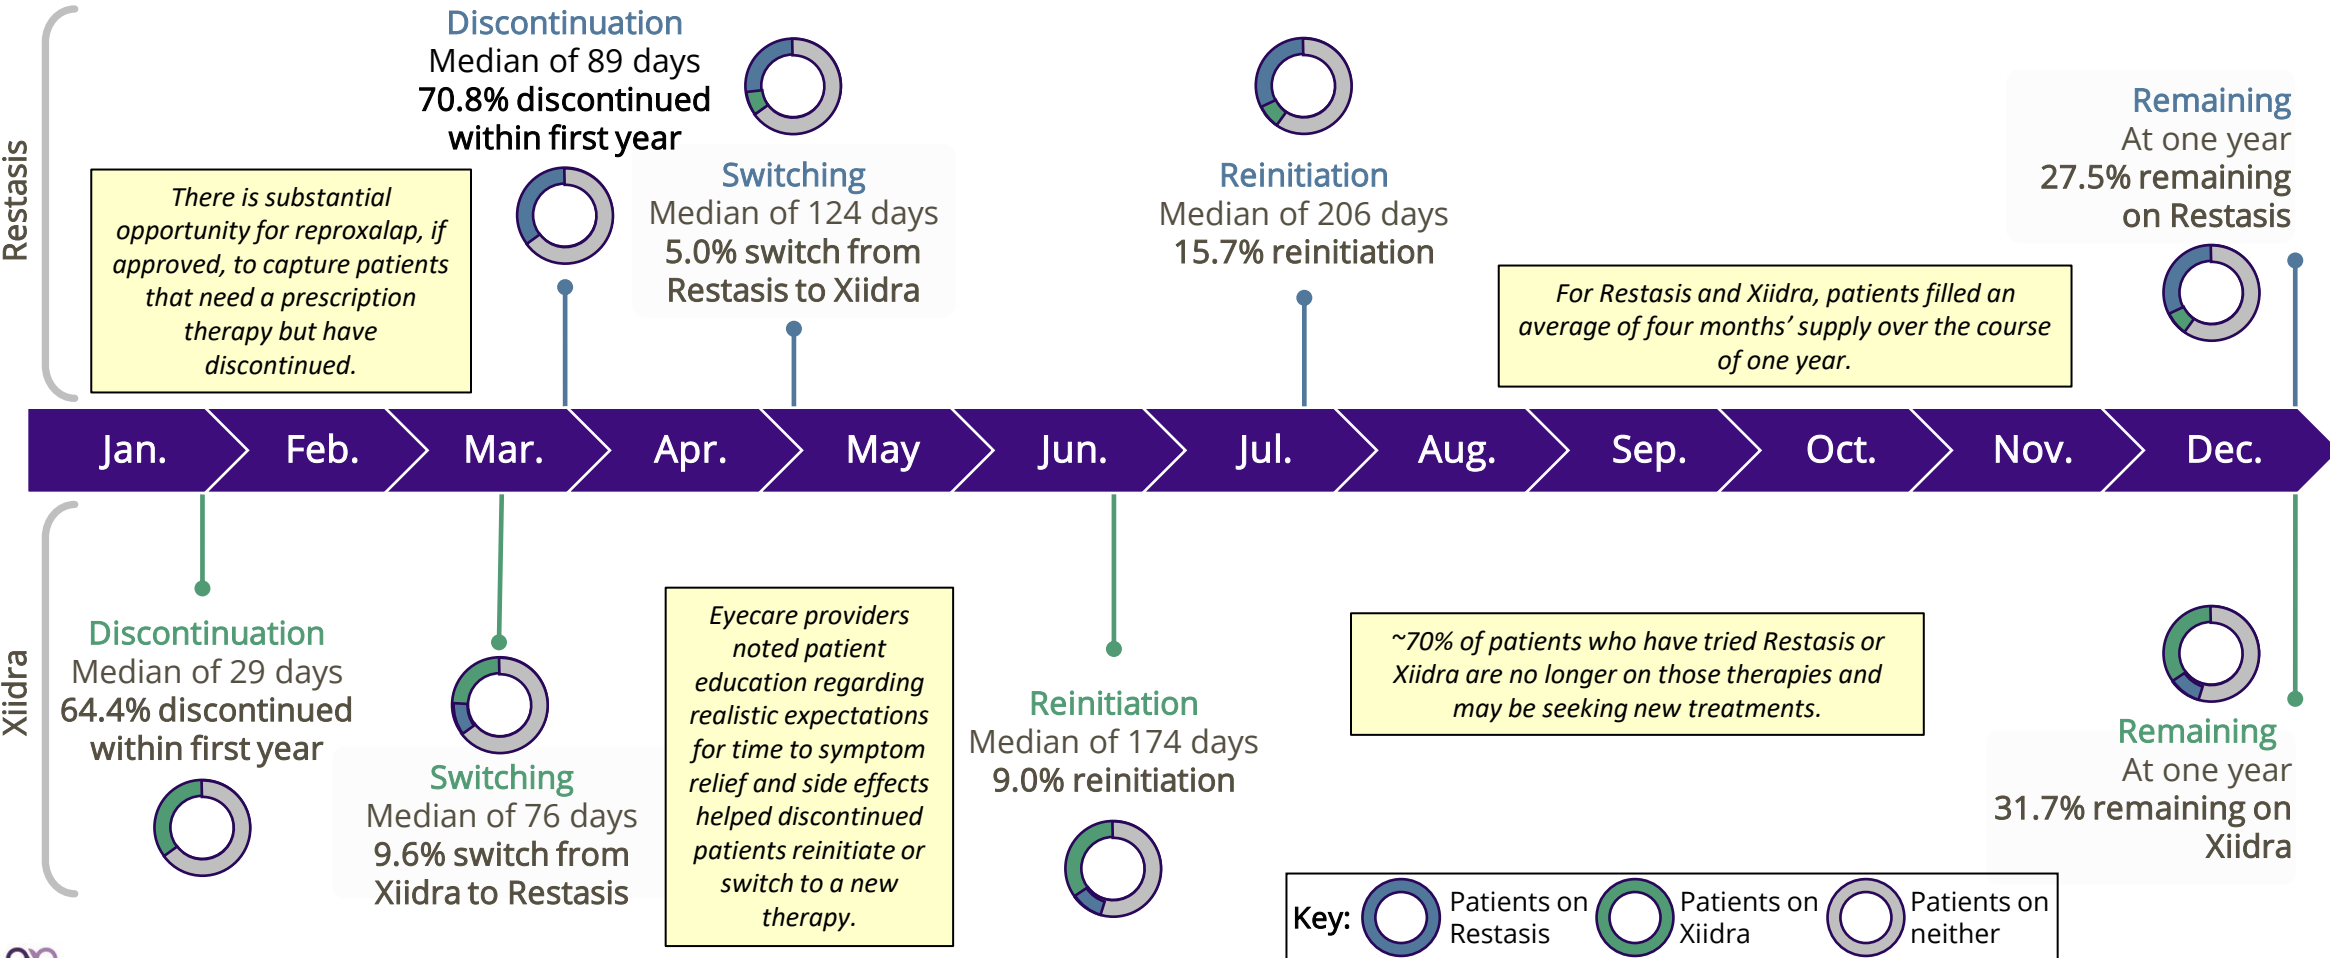 Restasis
Discontinuation
Median of 89 days
70.8% discontinued
within first year
There is substantial
opportunity for reproxalap, if
approved, to capture patients
that need a prescription
therapy but have
discontinued.
Switching
Median of 124 days
5.0% switch from
Restasis to Xiidra
Reinitiation
Median of 206 days
15.7% reinitiation
For Restasis and Xiidra, patients filled an
average of four months’ supply over the course
of one year.
Remaining
At one year
27.5% remaining
on Restasis
Jan.
Feb.
Mar.
Apr.
May
Jun.
Jul.
Aug.
Sep.
Oct.
Nov.
Dec.
Xiidra
Discontinuation
Median of 29 days
64.4% discontinued
within first year
Switching
Median of 76 days
9.6% switch from
Xiidra to Restasis
Eyecare providers
noted patient
education regarding
realistic expectations
for time to symptom
relief and side effects
helped discontinued
patients reinitiate or
switch to a new
therapy.
Reinitiation
Median of 174 days
9.0% reinitiation
~70% of patients who have tried Restasis or
Xiidra are no longer on those therapies and
may be seeking new treatments.
Remaining
At one year
31.7% remaining on
Xiidra
Key:
Patients on
Restasis
Patients on
Xiidra
Patients on
neither